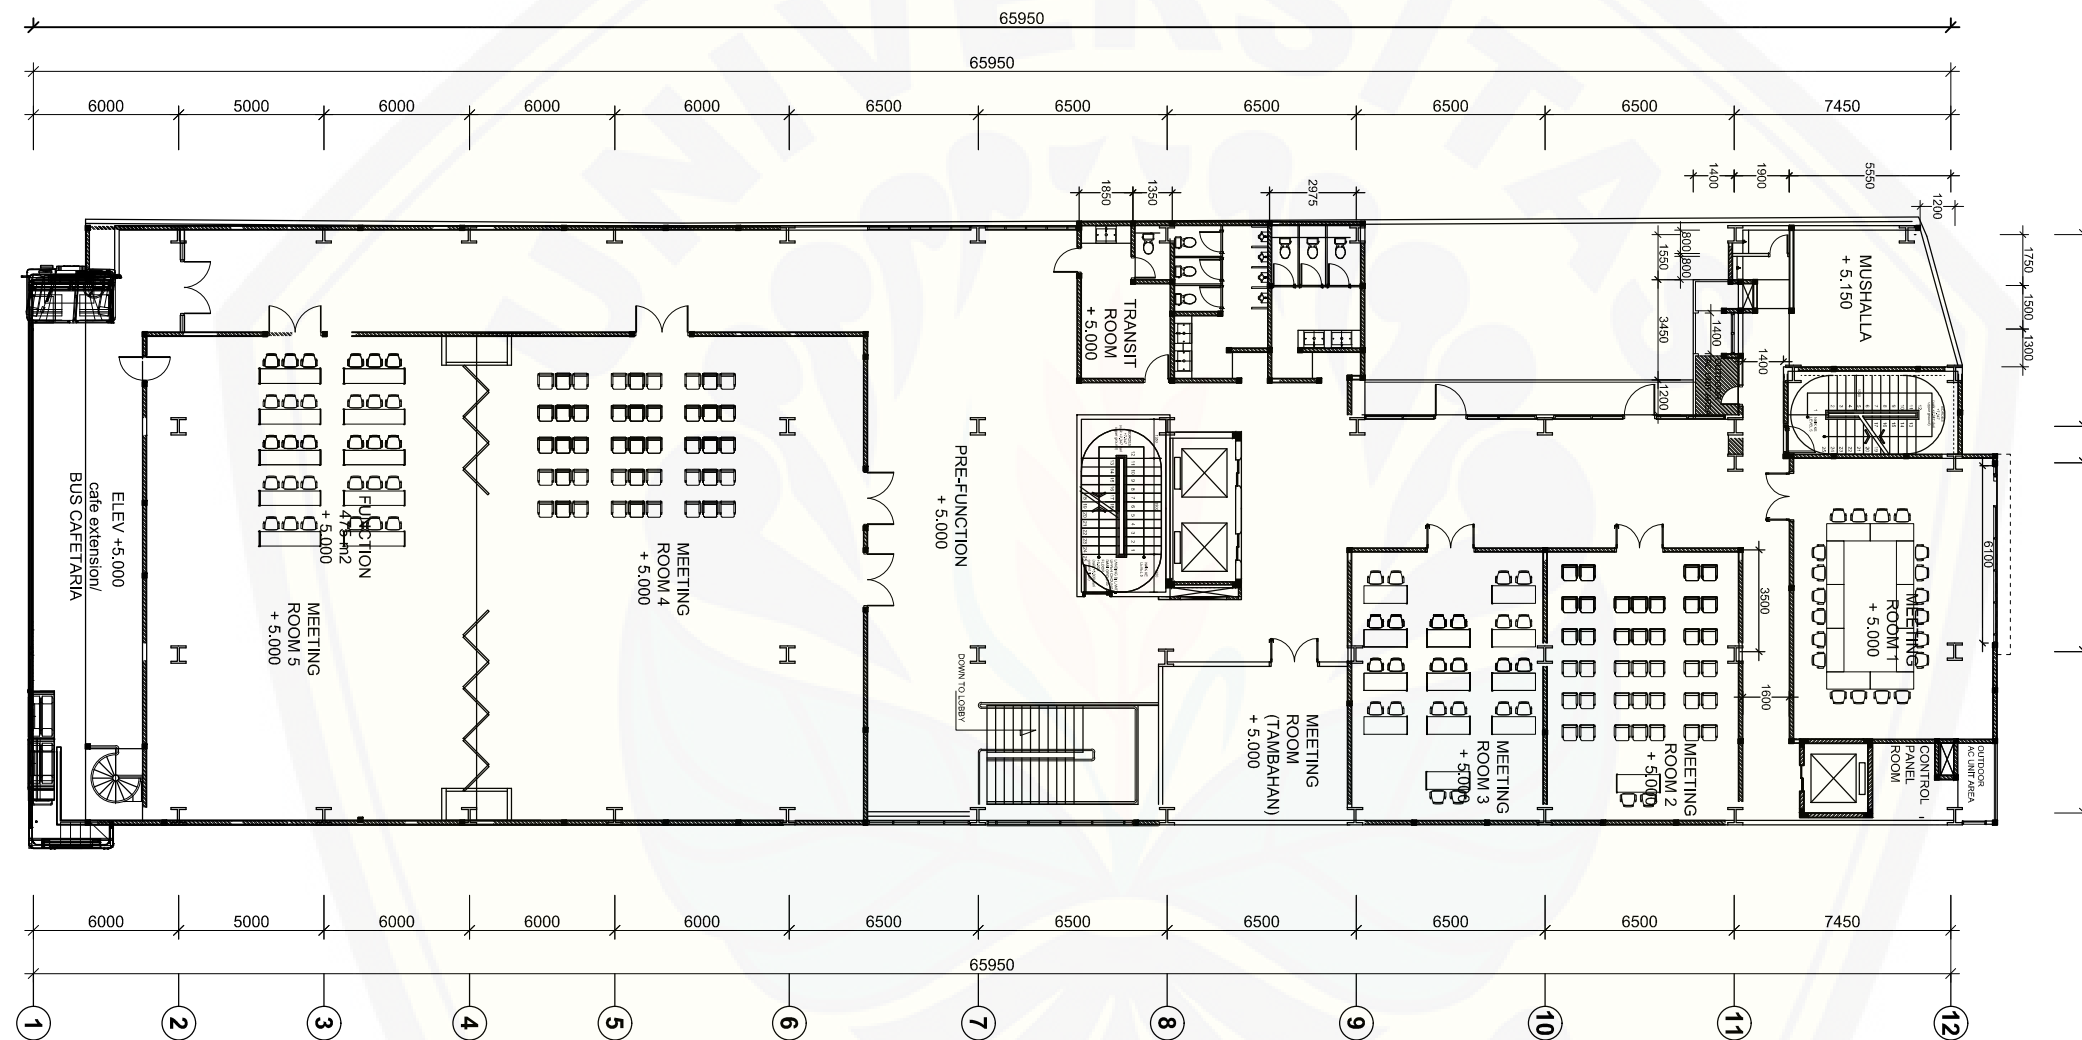 UNIVERSITAS
65950
65950
6000
5000
6000
6000
6000
6500
6500
6500
6500
6500
7450
1850
1350
2975
1400
1900
5550
1200
800
800
1550
3450
1400
1200
1400
1750
1500
1300
MUSHALLA
+ 5.150
TRANSIT
ROOM
+ 5.000
PRE-FUNCTION
+ 5.000
ELEV +5.000
cafe extension/
BUS CAFETARIA
FUNCTION
475 m2
+ 5.000
MEETING
ROOM 5
+ 5.000
MEETING
ROOM 4
+ 5.000
DOWN TO LOBBY
MEETING
ROOM
(TAMBAHAN)
+ 5.000
MEETING
ROOM 3
+ 5.000
MEETING
ROOM 2
+ 5.000
MEETING
ROOM 1
+ 5.000
6100
3500
1600
CONTROL
PANEL
ROOM
OUTDOOR
AC UNIT AREA
6000
5000
6000
6000
6000
6500
6500
6500
6500
6500
7450
65950
1
2
3
4
5
6
7
8
9
10
11
12